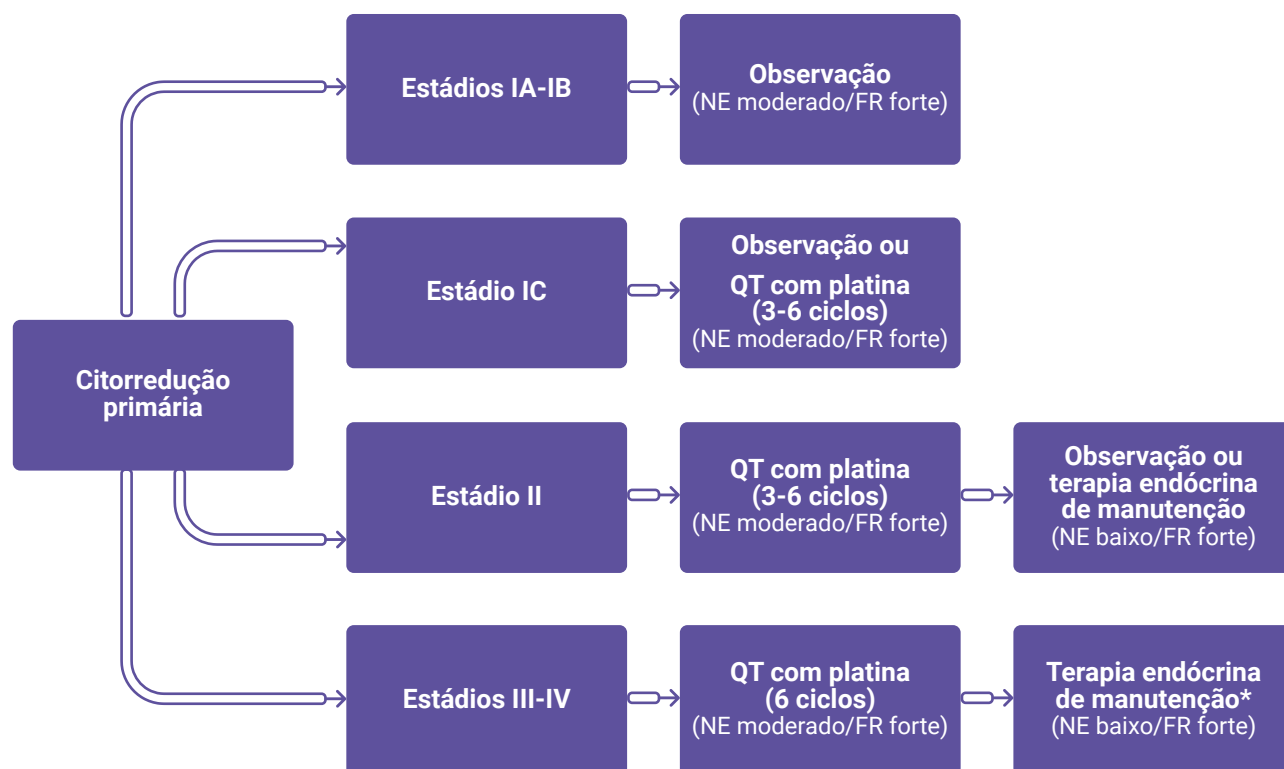 Estádios IA-IB
Observação
(NE moderado/FR forte)
Estádio IC
Observação ou
QT com platina
(3-6 ciclos)
(NE moderado/FR forte)
Citorredução
primária
Estádio II
QT com platina
(3-6 ciclos)
(NE moderado/FR forte)
Observação ou
terapia endócrina
de manutenção
(NE baixo/FR forte)
Estádios III-IV
QT com platina
(6 ciclos)
(NE moderado/FR forte)
Terapia endócrina
de manutenção*
(NE baixo/FR forte)